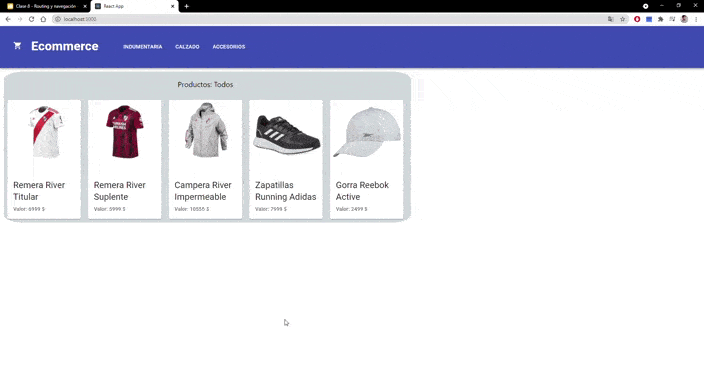 Clase 8 - Routing y navegación
React App
localhost:3000
Ecommerce
INDUMENTARIA CALZADO ACCESORIOS
Productos: Todos
Remera River Titular
Valor: 6999 $
Remera River Suplente
Valor: 5999 $
Campera River Impermeable
Valor: 10555 $
Zapatillas Running Adidas
Valor: 7999 $
Gorra Reebok Active
Valor: 2499 $